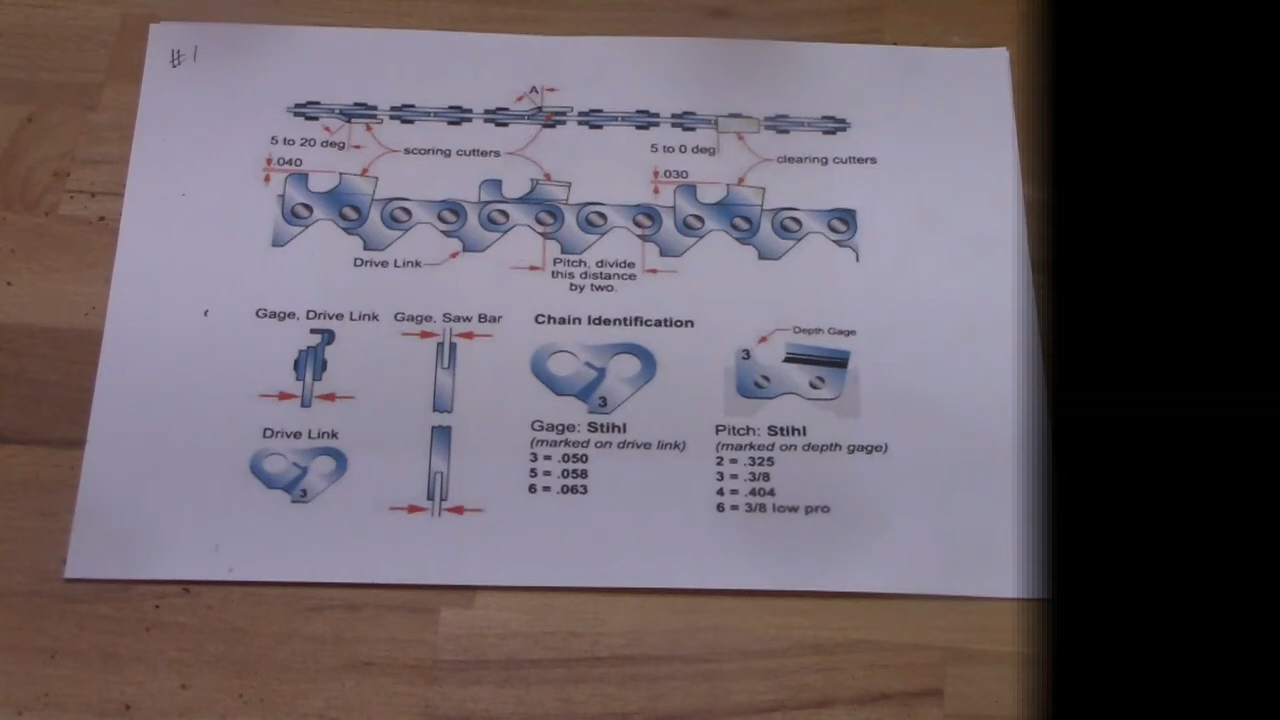 #1
A
5 to 20 deg
scoring cutters
5 to 0 deg
clearing cutters
.040
.030
Drive Link
Pitch, divide
this distance
by two.
Gage, Drive Link
Gage, Saw Bar
Chain Identification
Depth Gage
3
3
Drive Link
3
Gage: Stihl
(marked on drive link)
3 = .050
5 = .058
6 = .063
Pitch: Stihl
(marked on depth gage)
2 = .325
3 = .3/8
4 = .404
6 = 3/8 low pro